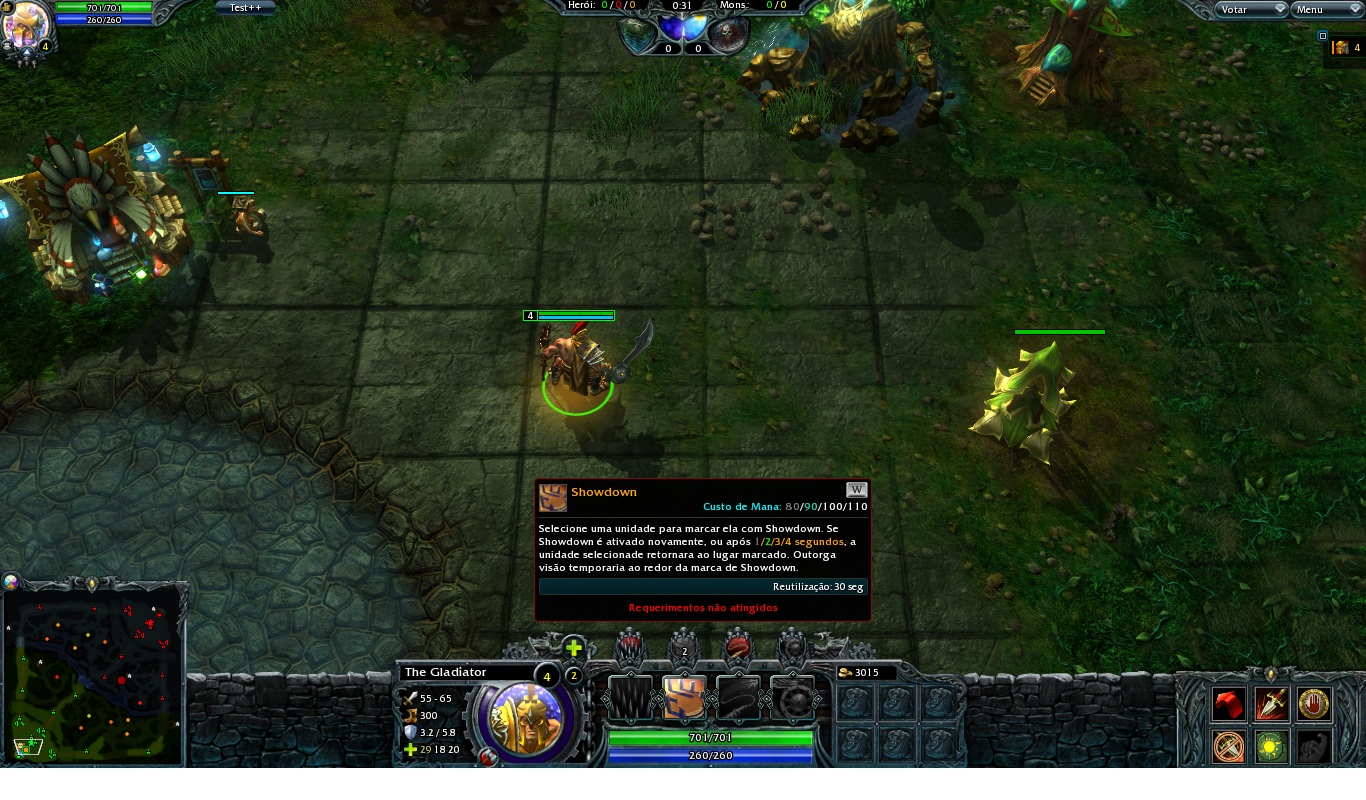 701/701
260/260
4
Test++
Herói: 0/0/0
0:31
Mons.: 0/0
0
0
Votar
Menu
4
4
Showdown
W
Custo de Mana: 80/90/100/110
Selecione uma unidade para marcar ela com Showdown. Se
Showdown é ativado novamente, ou após 1/2/3/4 segundos, a
unidade selecionade retornara ao lugar marcado. Outorga
visão temporaria ao redor da marca de Showdown.
Reutilização: 30 seg
Requerimentos não atingidos
2
The Gladiator
4
2
3015
55 - 65
300
3.2 / 5.8
29 18 20
701/701
260/260